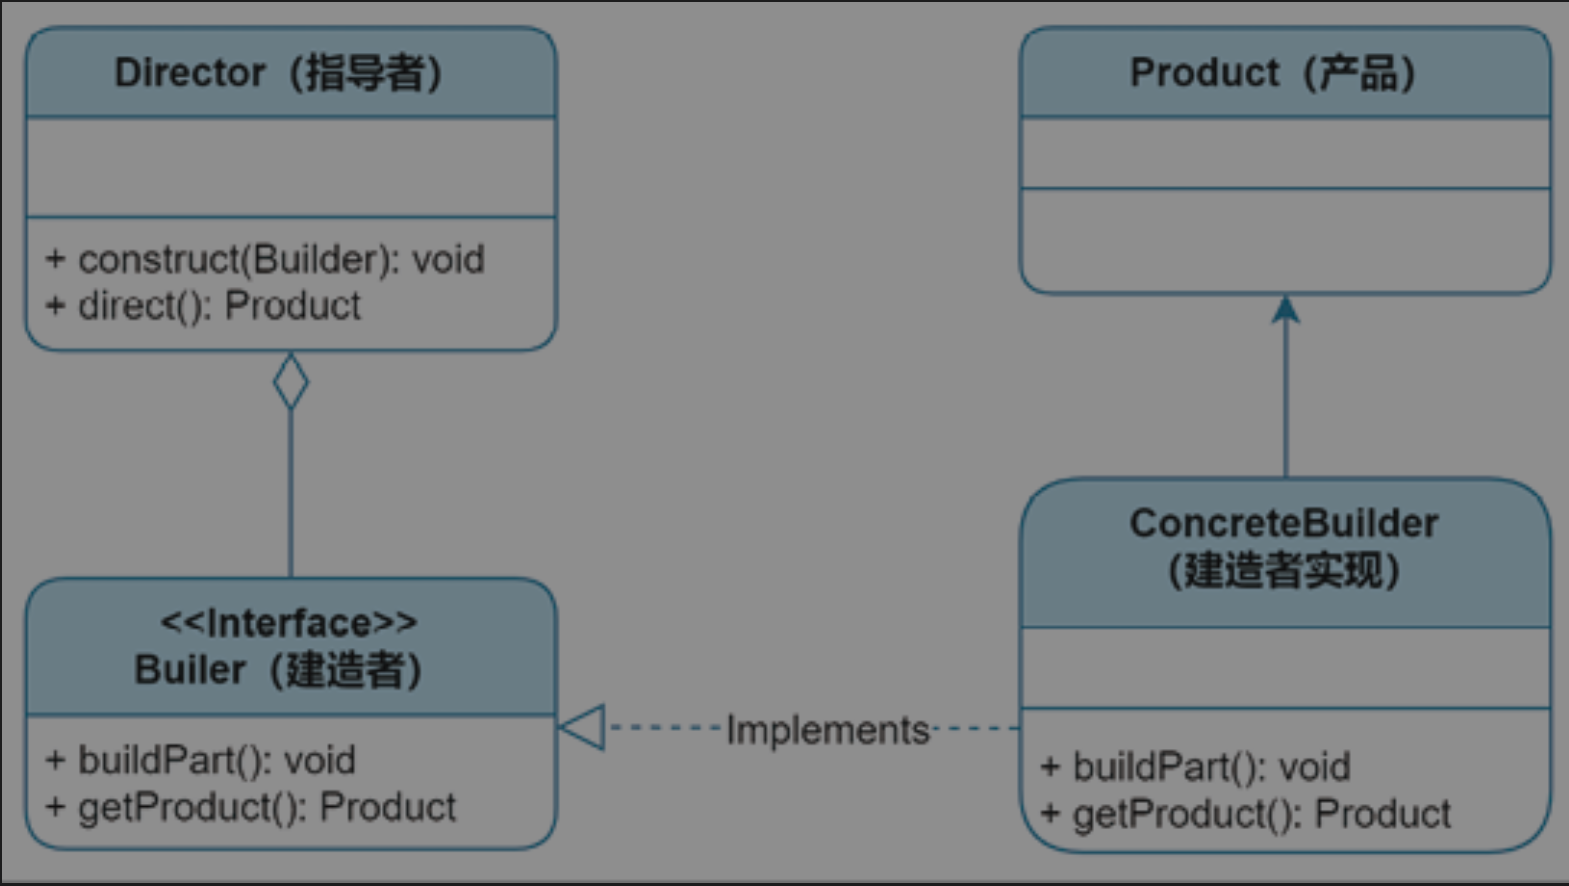 Director（指导者）
+ construct(Builder): void
+ direct(): Product
Product（产品）
<<Interface>>
Builer（建造者）
+ buildPart(): void
+ getProduct(): Product
Implements
ConcreteBuilder
（建造者实现）
+ buildPart(): void
+ getProduct(): Product